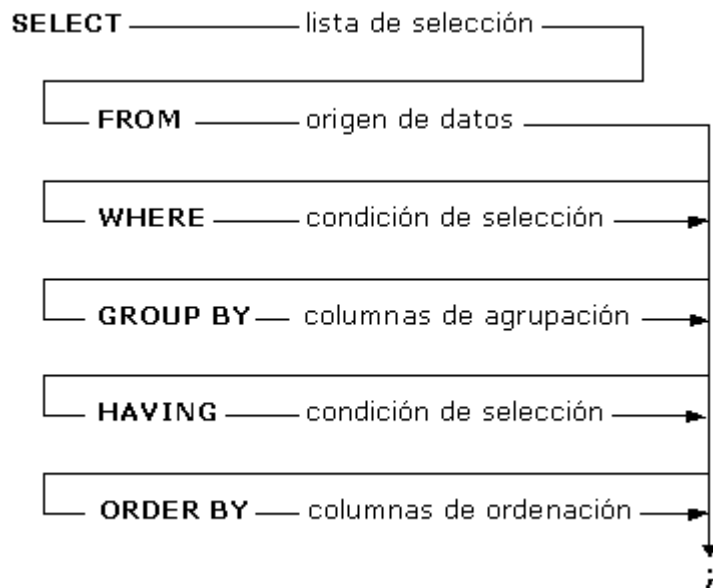 SELECT lista de selección
FROM origen de datos
WHERE condición de selección
GROUP BY columnas de agrupación
HAVING condición de selección
ORDER BY columnas de ordenación
;